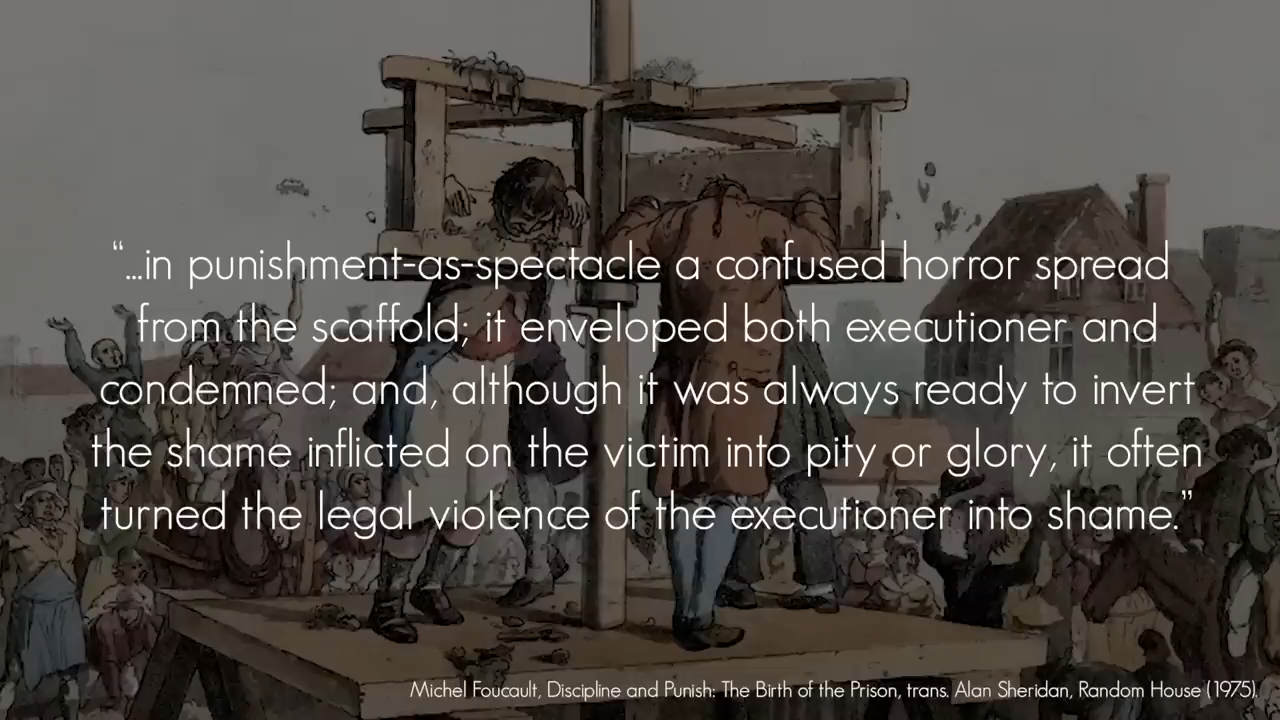 “...in punishment-as-spectacle a confused horror spread
from the scaffold; it enveloped both executioner and
condemned; and, although it was always ready to invert
the shame inflicted on the victim into pity or glory, it often
turned the legal violence of the executioner into shame.”
Michel Foucault, Discipline and Punish: The Birth of the Prison, trans. Alan Sheridan, Random House (1975).